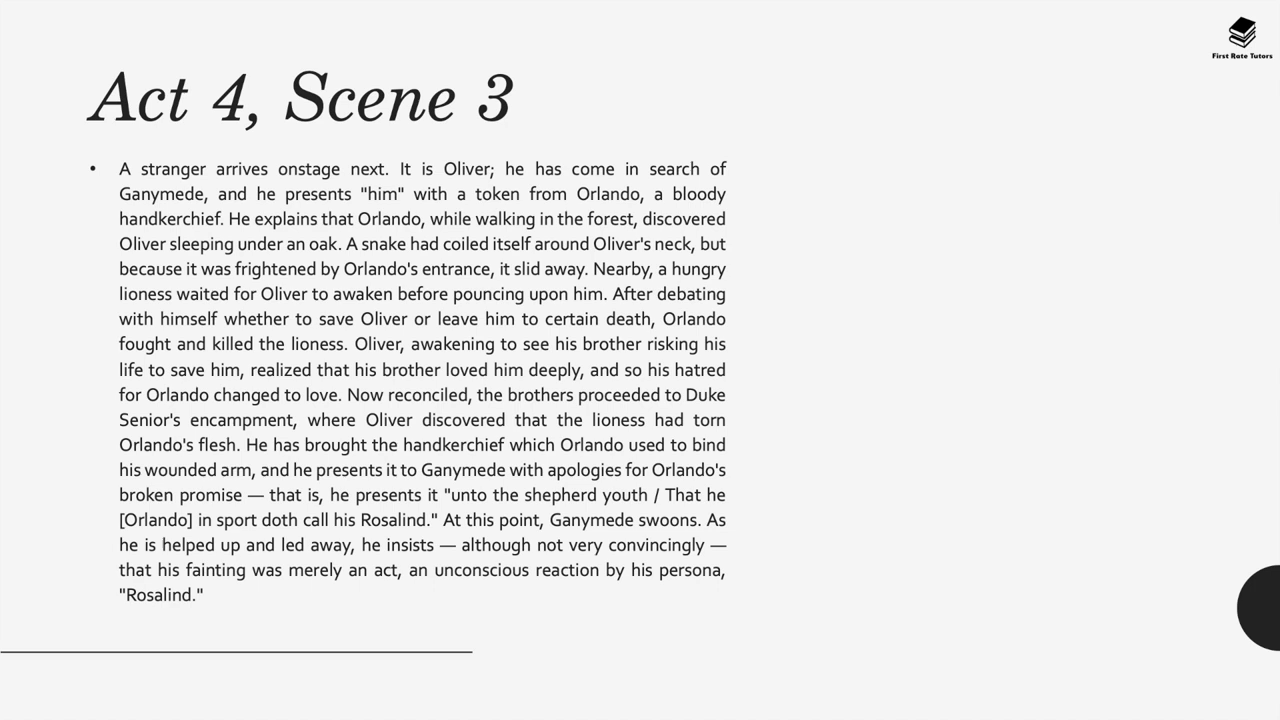 First Rate Tutors
Act 4, Scene 3
• A stranger arrives onstage next. It is Oliver; he has come in search of
Ganymede, and he presents "him" with a token from Orlando, a bloody
handkerchief. He explains that Orlando, while walking in the forest, discovered
Oliver sleeping under an oak. A snake had coiled itself around Oliver's neck, but
because it was frightened by Orlando's entrance, it slid away. Nearby, a hungry
lioness waited for Oliver to awaken before pouncing upon him. After debating
with himself whether to save Oliver or leave him to certain death, Orlando
fought and killed the lioness. Oliver, awakening to see his brother risking his
life to save him, realized that his brother loved him deeply, and so his hatred
for Orlando changed to love. Now reconciled, the brothers proceeded to Duke
Senior's encampment, where Oliver discovered that the lioness had torn
Orlando's flesh. He has brought the handkerchief which Orlando used to bind
his wounded arm, and he presents it to Ganymede with apologies for Orlando's
broken promise — that is, he presents it "unto the shepherd youth / That he
[Orlando] in sport doth call his Rosalind." At this point, Ganymede swoons. As
he is helped up and led away, he insists — although not very convincingly —
that his fainting was merely an act, an unconscious reaction by his persona,
"Rosalind."